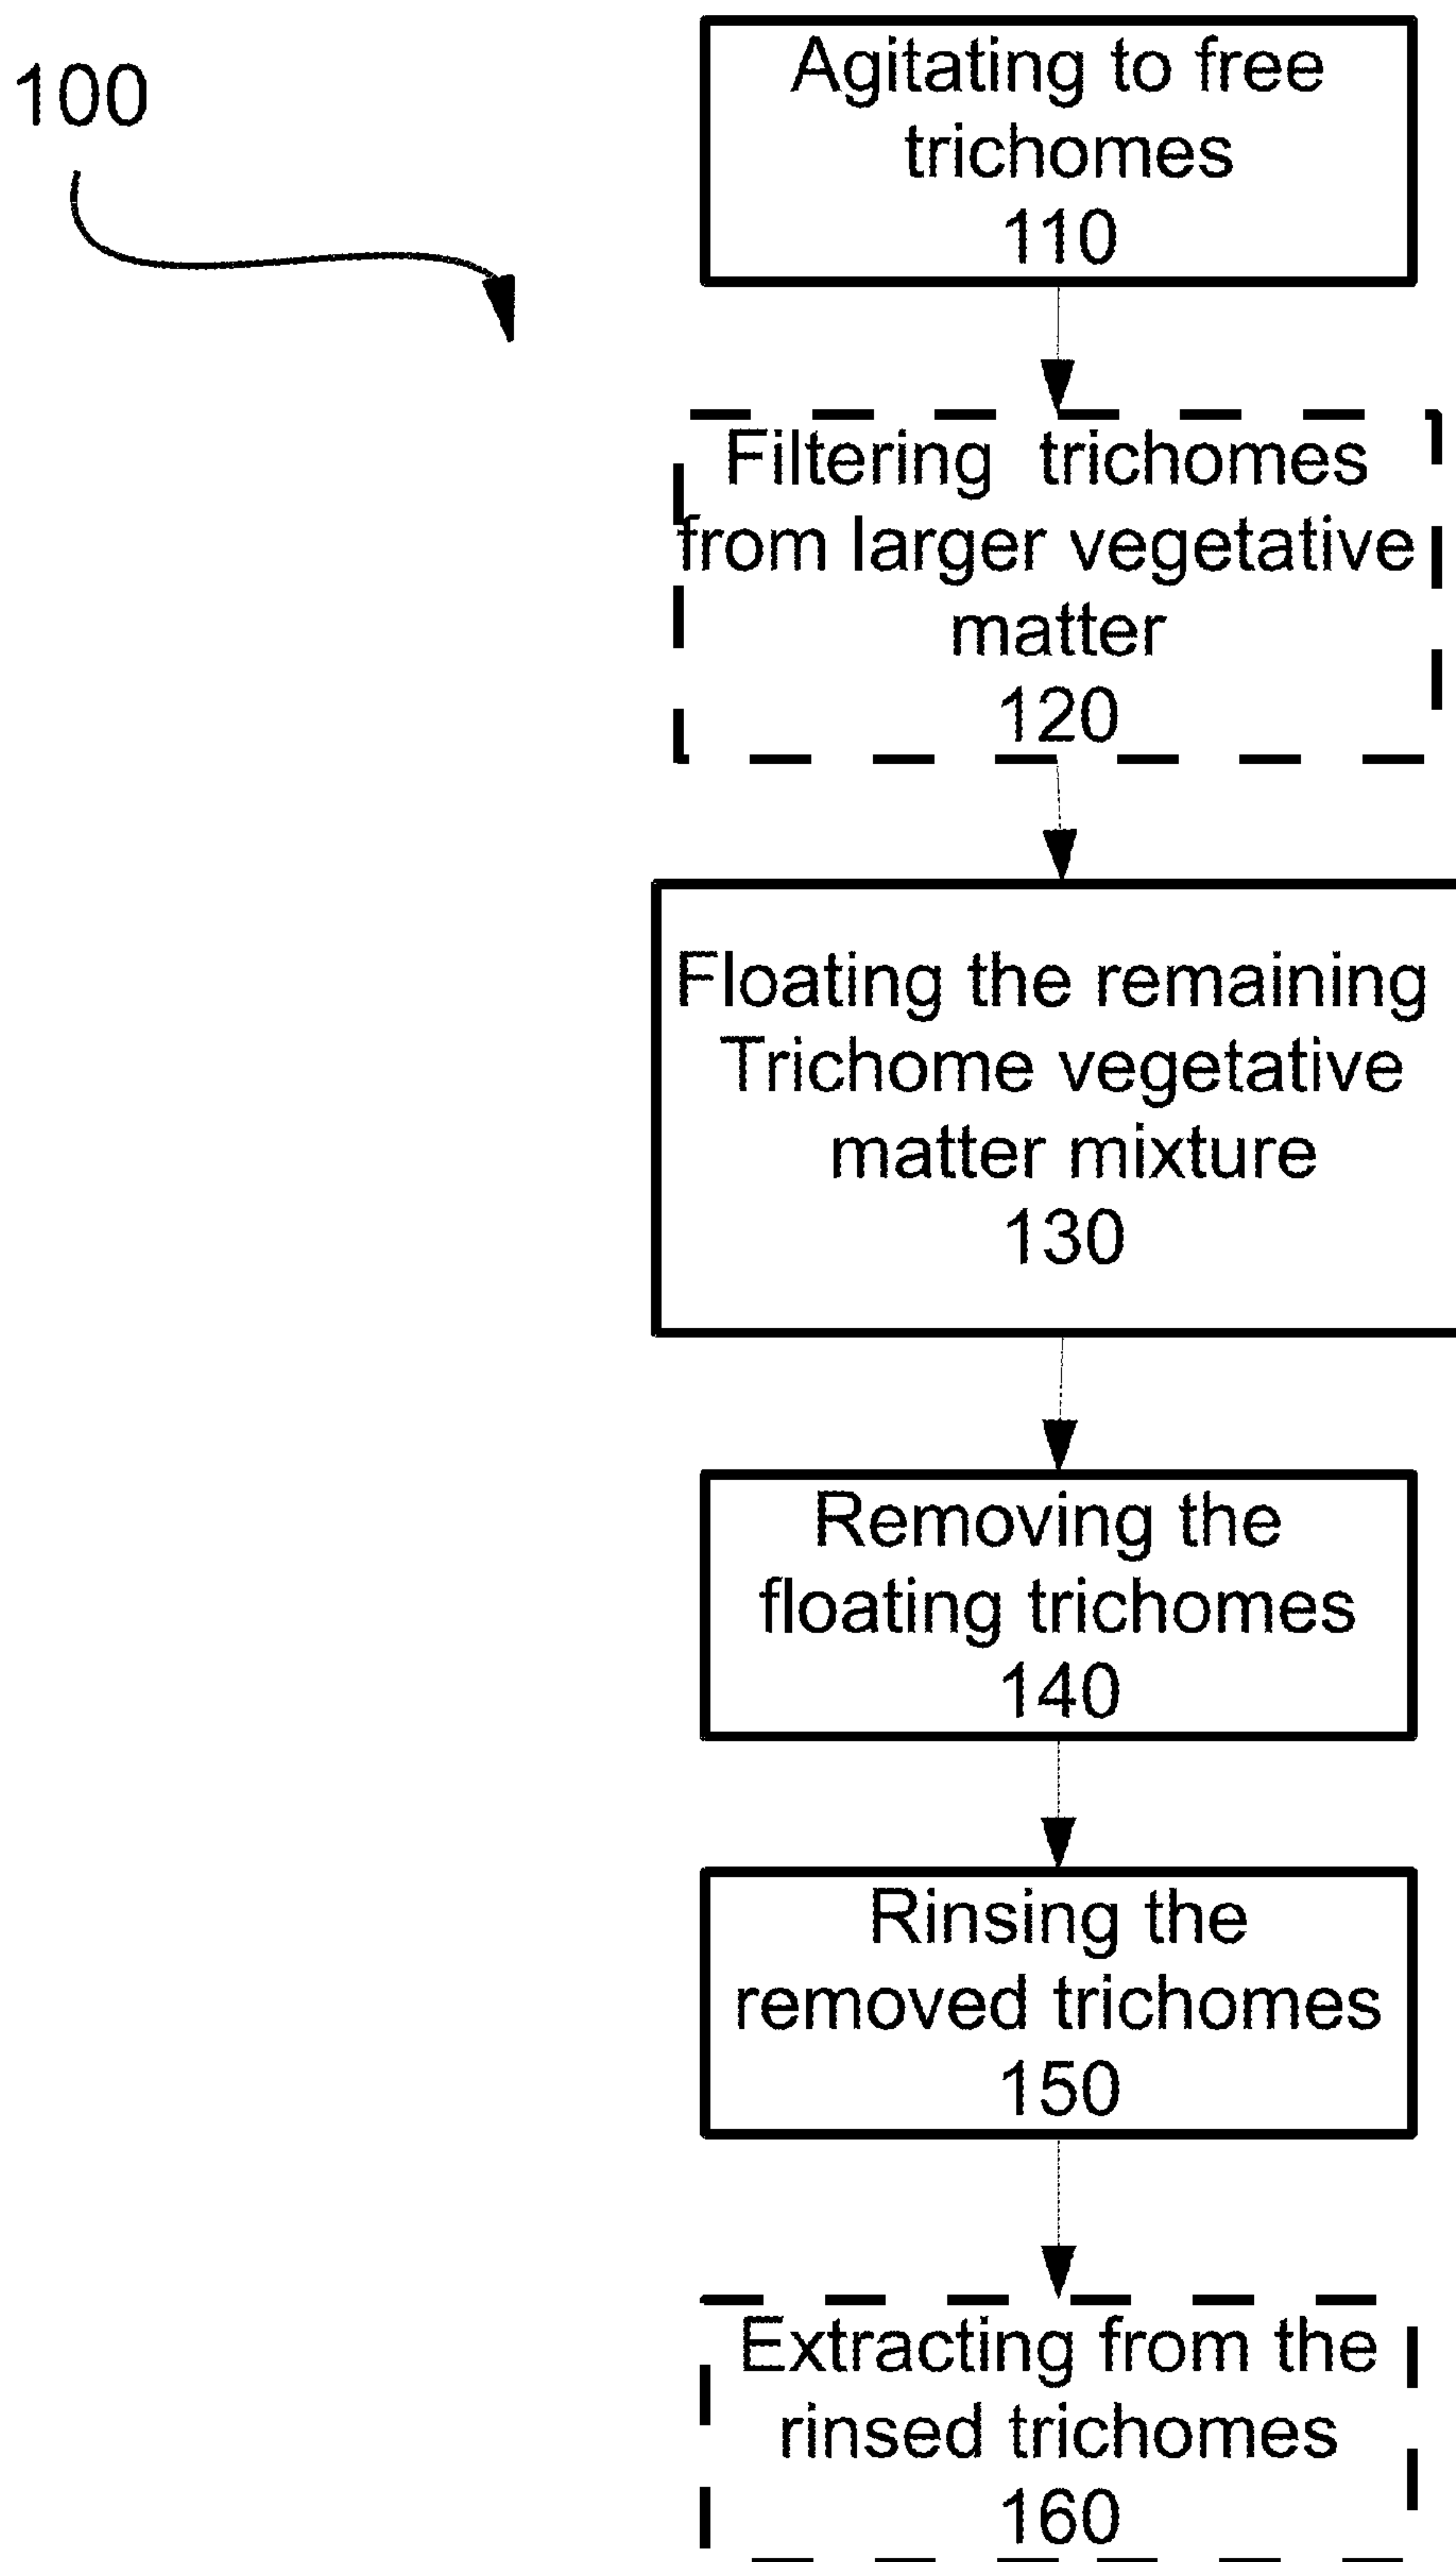 100
Agitating to free
trichomes
110
Filtering trichomes
from larger vegetative
matter
120
Floating the remaining
Trichome vegetative
matter mixture
130
Removing the
floating trichomes
140
Rinsing the
removed trichomes
150
Extracting from the
rinsed trichomes
160